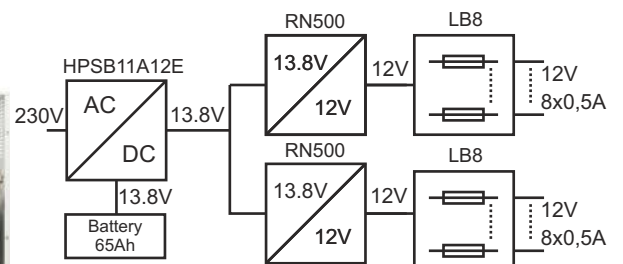 RN500
LB8
HPSB11A12E
13.8V
12V
12V
12V
8x0,5A
230V
AC
DC
13.8V
13.8V
Battery
65Ah
RN500
LB8
13.8V
12V
12V
12V
8x0,5A